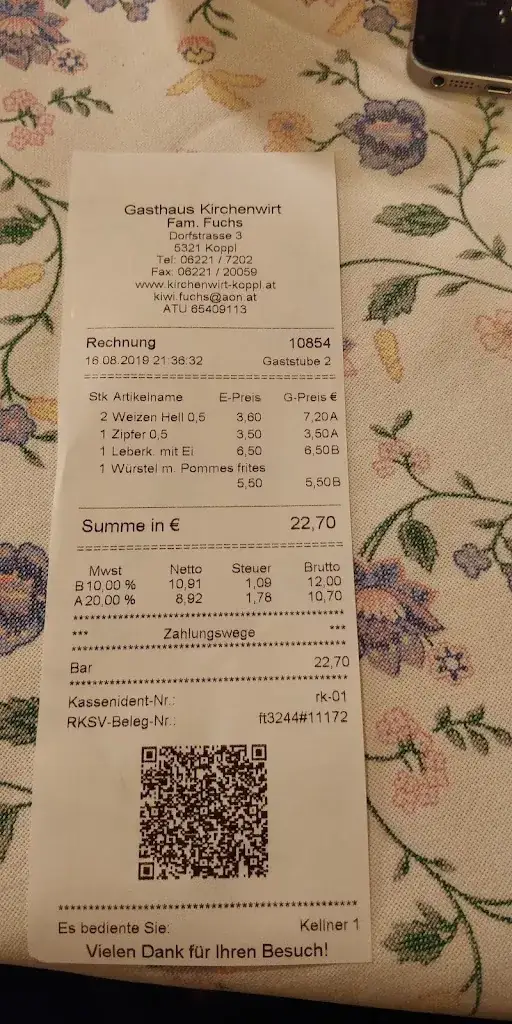 Gasthaus Kirchenwirt
Fam. Fuchs
Dorfstrasse 3
5321 Koppl
Tel: 06221 / 7202
Fax: 06221 / 20059
www.kirchenwirt-koppl.at
kiwi.fuchs@aon.at
ATU 65409113
Rechnung 10854
16 08.2019 21:36:32 Gaststube 2
================================
Stk Artikelname E-Preis G-Preis €
2 Weizen Hell 0,5 3,60 7,20A
1 Zipfer 0,5 3,50 3,50A
1 Leberk. mit Ei 6,50 6,50B
1 Würstel m. Pommes frites
5,50 5,50B
Summe in € 22,70
================================
Mwst Netto Steuer Brutto
B 10,00 % 10,91 1,09 12,00
A 20,00 % 8,92 1,78 10,70
********************************************
*** Zahlungswege ***
********************************************
Bar 22,70
********************************************
Kassenident-Nr.: rk-01
RKSV-Beleg-Nr.: ft3244#11172
********************************************
Es bediente Sie: Kellner 1
Vielen Dank für Ihren Besuch!